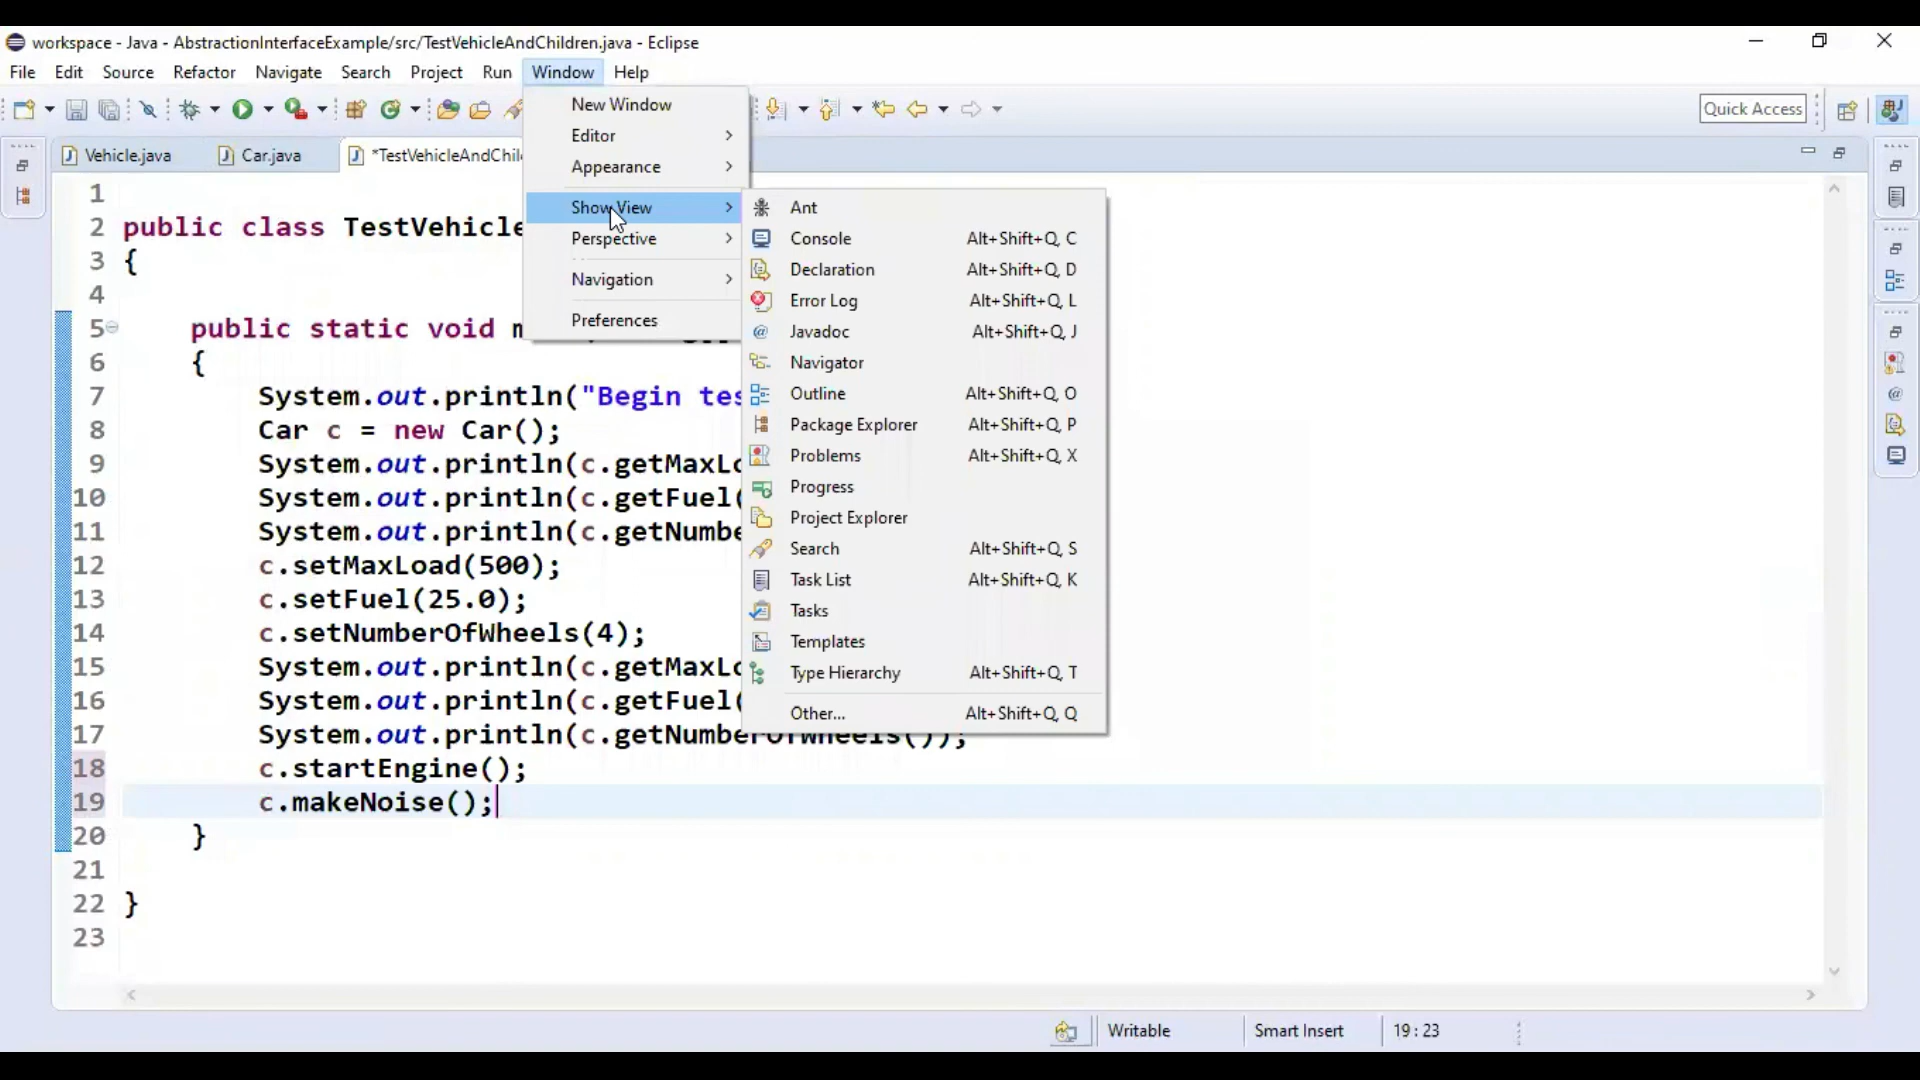 workspace - Java - AbstractionInterfaceExample/src/TestVehicleAndChildren.java - Eclipse
File Edit Source Refactor Navigate Search Project Run Window Help
Quick Access
Vehicle.java Car.java *TestVehicleAndChil
New Window
Editor
Appearance
Show View
Perspective
Navigation
Preferences
Ant
Console Alt+Shift+Q, C
Declaration Alt+Shift+Q, D
Error Log Alt+Shift+Q, L
Javadoc Alt+Shift+Q, J
Navigator
Outline Alt+Shift+Q, O
Package Explorer Alt+Shift+Q, P
Problems Alt+Shift+Q, X
Progress
Project Explorer
Search Alt+Shift+Q, S
Task List Alt+Shift+Q, K
Tasks
Templates
Type Hierarchy Alt+Shift+Q, T
Other... Alt+Shift+Q, Q
1
2 public class TestVehicle
3 {
4
5 public static void
6 {
7 System.out.println("Begin tes
8 Car c = new Car();
9 System.out.println(c.getMaxLo
10 System.out.println(c.getFuel(
11 System.out.println(c.getNumbe
12 c.setMaxLoad(500);
13 c.setFuel(25.0);
14 c.setNumberOfWheels(4);
15 System.out.println(c.getMaxLo
16 System.out.println(c.getFuel(
17 System.out.println(c.getNumberOfWheels());
18 c.startEngine();
19 c.makeNoise();
20 }
21
22 }
23
Writable Smart Insert 19 : 23